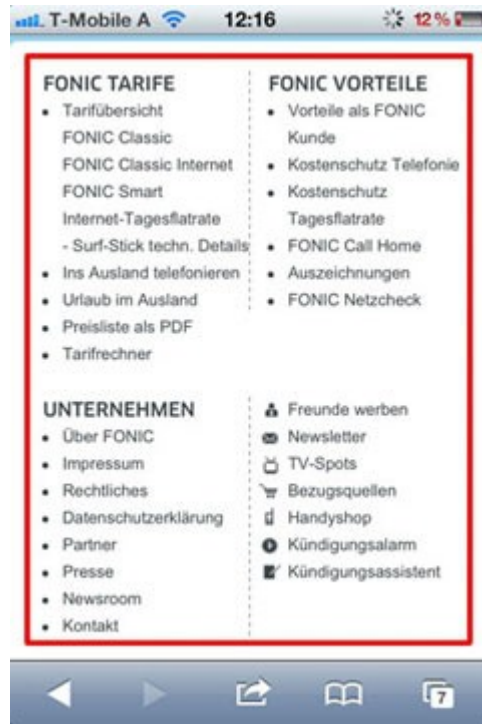 T-Mobile A 12:16 12%
FONIC TARIFE
Tarifübersicht
FONIC Classic
FONIC Classic Internet
FONIC Smart
Internet-Tagesflatrate
- Surf-Stick techn. Details
Ins Ausland telefonieren
Urlaub im Ausland
Preisliste als PDF
Tarifrechner
FONIC VORTEILE
Vorteile als FONIC
Kunde
Kostenschutz Telefonie
Kostenschutz
Tagesflatrate
FONIC Call Home
Auszeichnungen
FONIC Netzcheck
UNTERNEHMEN
Über FONIC
Impressum
Rechtliches
Datenschutzerklärung
Partner
Presse
Newsroom
Kontakt
Freunde werben
Newsletter
TV-Spots
Bezugsquellen
Handyshop
Kündigungsalarm
Kündigungsassistent
7